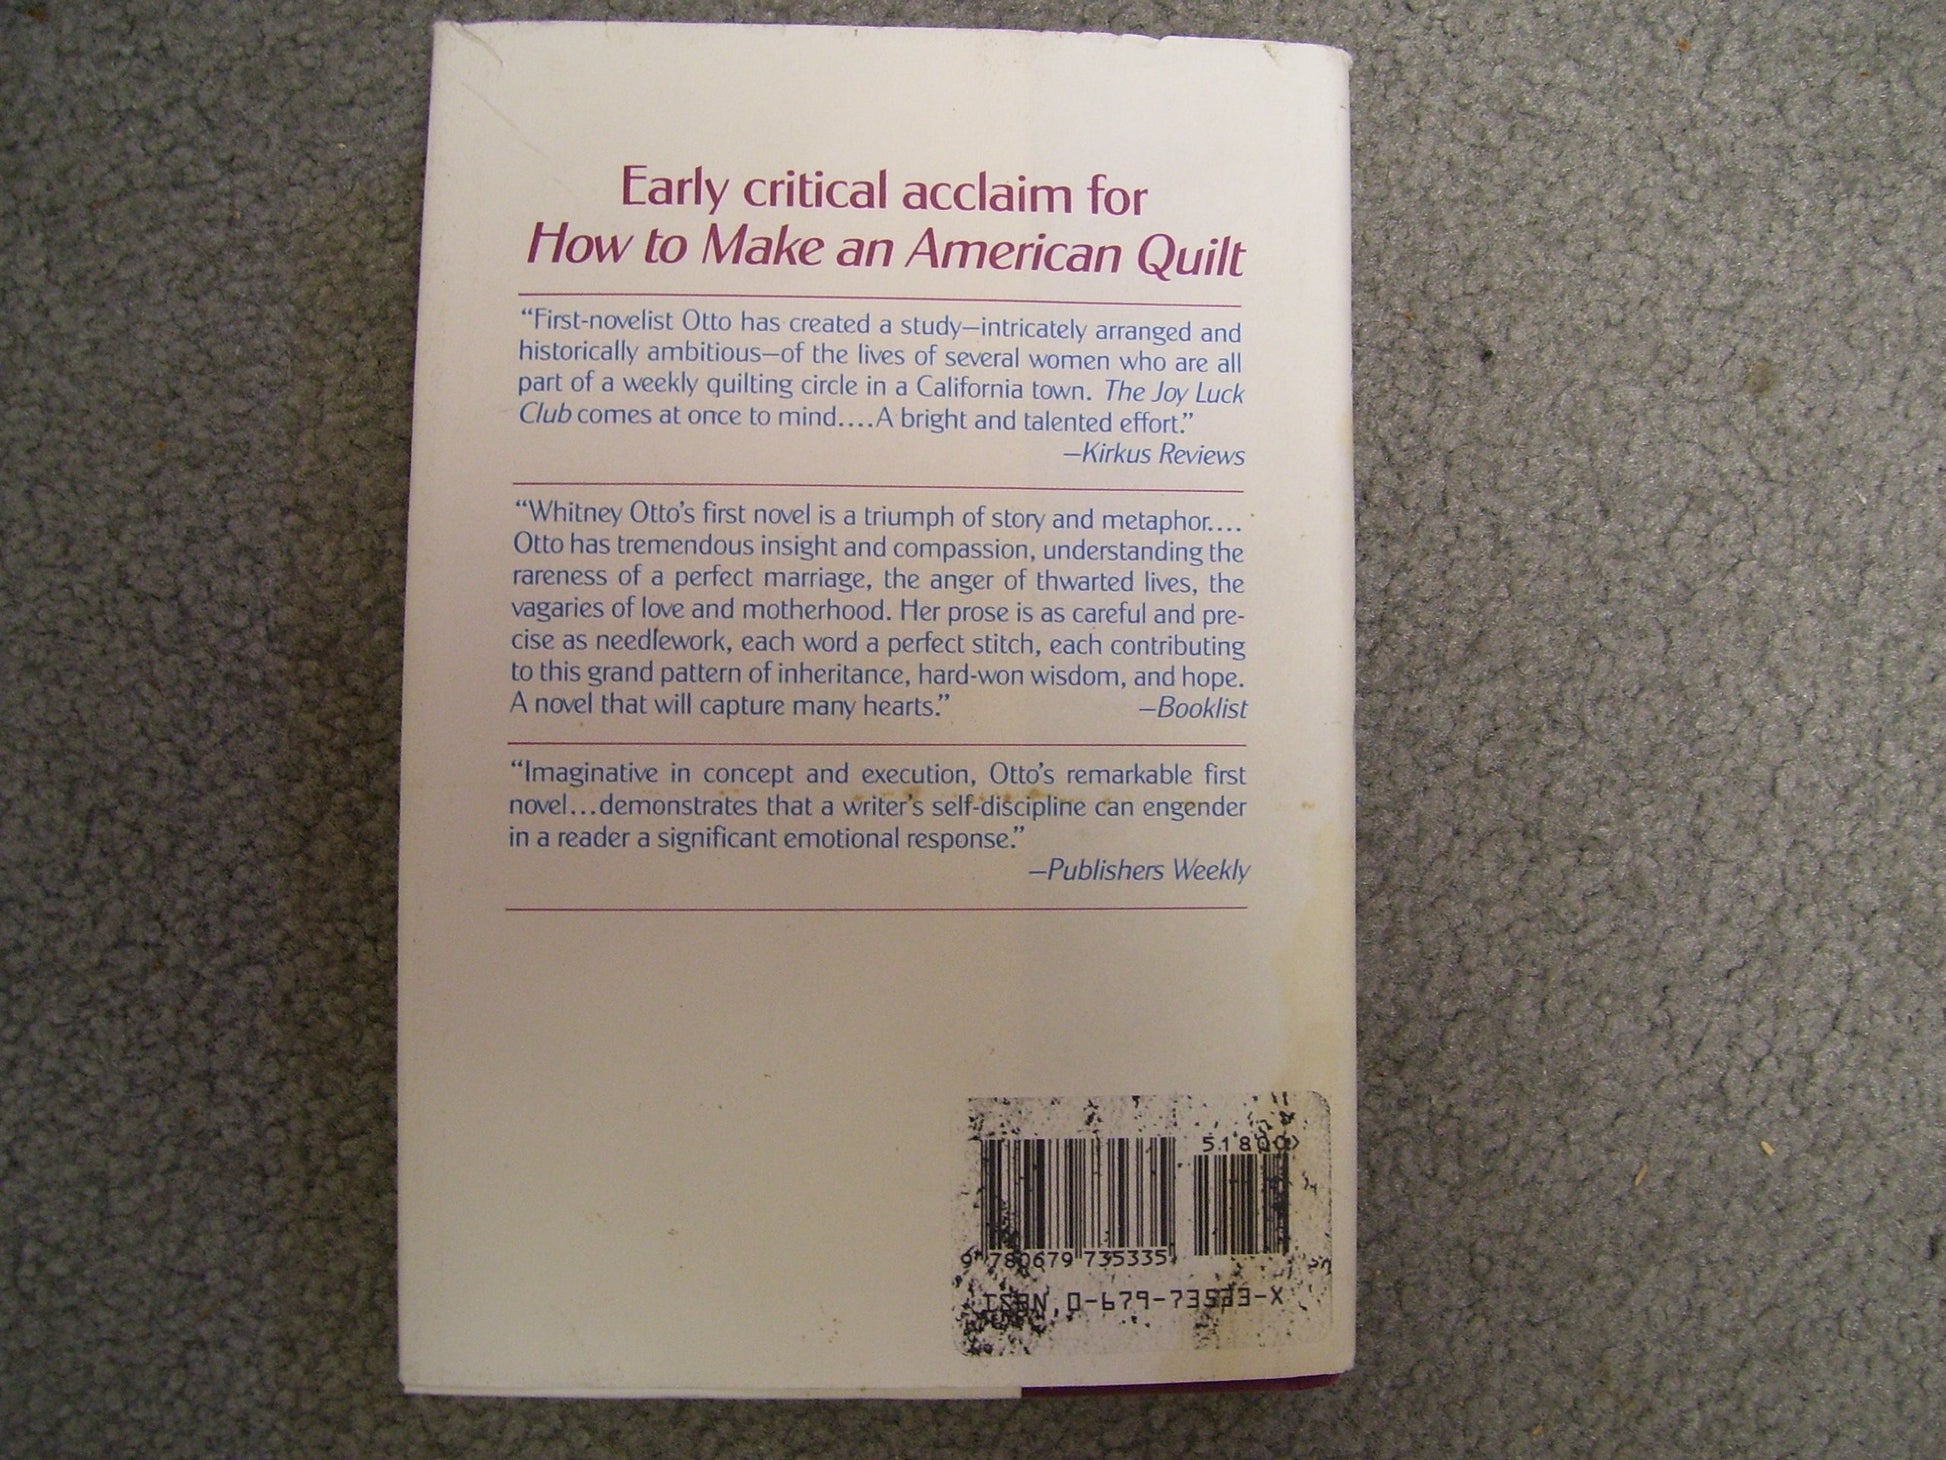 Early critical acclaim for
How to Make an American Quilt
“First-novelist Otto has created a study—intricately arranged and
historically ambitious—of the lives of several women who are all
part of a weekly quilting circle in a California town. The Joy Luck
Club comes at once to mind....A bright and talented effort.”
—Kirkus Reviews
“Whitney Otto’s first novel is a triumph of story and metaphor....
Otto has tremendous insight and compassion, understanding the
rareness of a perfect marriage, the anger of thwarted lives, the
vagaries of love and motherhood. Her prose is as careful and pre-
cise as needlework, each word a perfect stitch, each contributing
to this grand pattern of inheritance, hard-won wisdom, and hope.
A novel that will capture many hearts.” —Booklist
“Imaginative in concept and execution, Otto’s remarkable first
novel...demonstrates that a writer’s self-discipline can engender
in a reader a significant emotional response.”
—Publishers Weekly
51800>
9 780679 735335
ISBN 0-679-73533-X